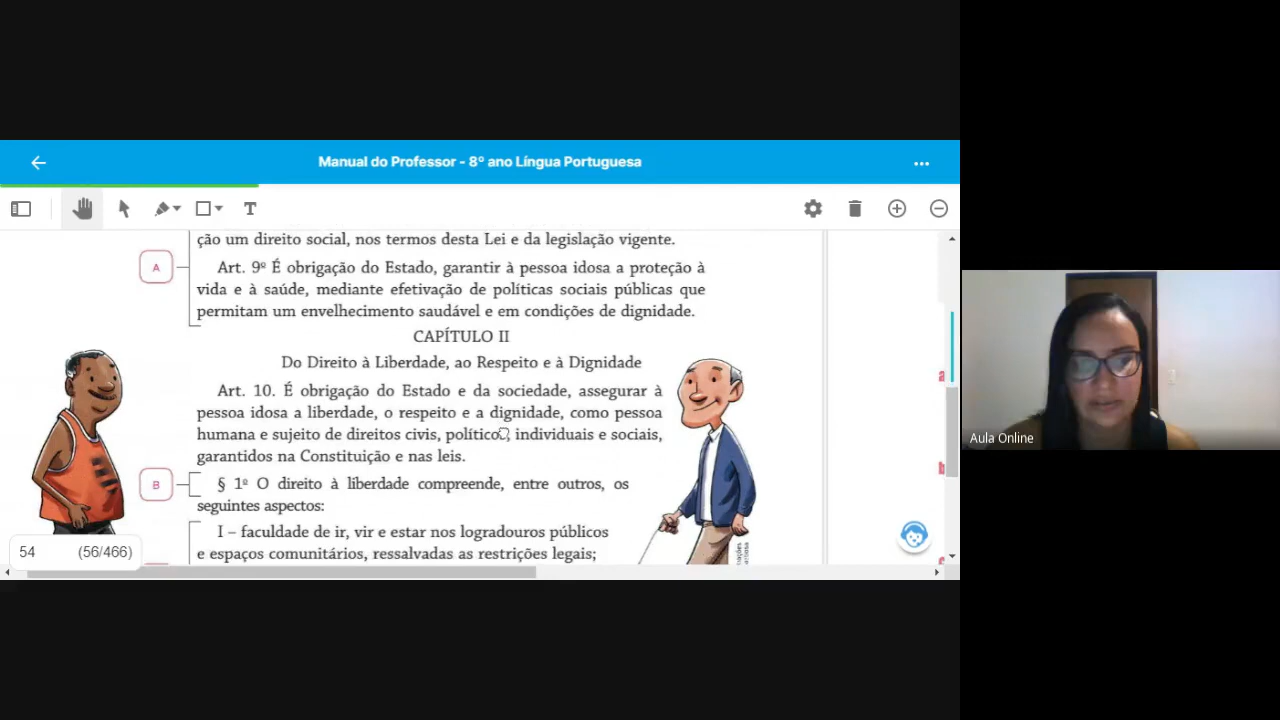 Manual do Professor - 8º ano Língua Portuguesa
T
ção um direito social, nos termos desta Lei e da legislação vigente.
A
Art. 9º É obrigação do Estado, garantir à pessoa idosa a proteção à
vida e à saúde, mediante efetivação de políticas sociais públicas que
permitam um envelhecimento saudável e em condições de dignidade.
CAPÍTULO II
Do Direito à Liberdade, ao Respeito e à Dignidade
Art. 10. É obrigação do Estado e da sociedade, assegurar à
pessoa idosa a liberdade, o respeito e a dignidade, como pessoa
humana e sujeito de direitos civis, político, individuais e sociais,
garantidos na Constituição e nas leis.
B
§ 1º O direito à liberdade compreende, entre outros, os
seguintes aspectos:
I – faculdade de ir, vir e estar nos logradouros públicos
e espaços comunitários, ressalvadas as restrições legais;
54 (56/466)
Aula Online